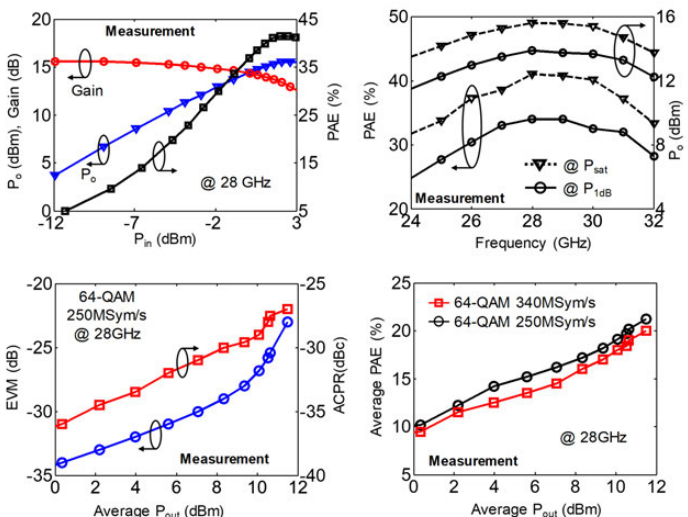 Measurement
Gain
Po
@ 28 GHz
Po (dBm), Gain (dB)
20
15
10
5
0
PAE (%)
45
35
25
15
5
-12 -7 -2 3
Pin (dBm)
PAE (%)
50
40
30
20
Po (dBm)
16
12
8
4
@ Psat
@ P1dB
Measurement
24 26 28 30 32
Frequency (GHz)
64-QAM
250MSym/s
@ 28GHz
Measurement
EVM (dB)
-20
-25
-30
-35
ACPR(dBc)
-25
-30
-35
-40
0 2 4 6 8 10 12
Average Pout (dBm)
64-QAM 340MSym/s
64-QAM 250MSym/s
@ 28GHz
Measurement
Average PAE (%)
25
20
15
10
5
0 2 4 6 8 10 12
Average Pout (dBm)